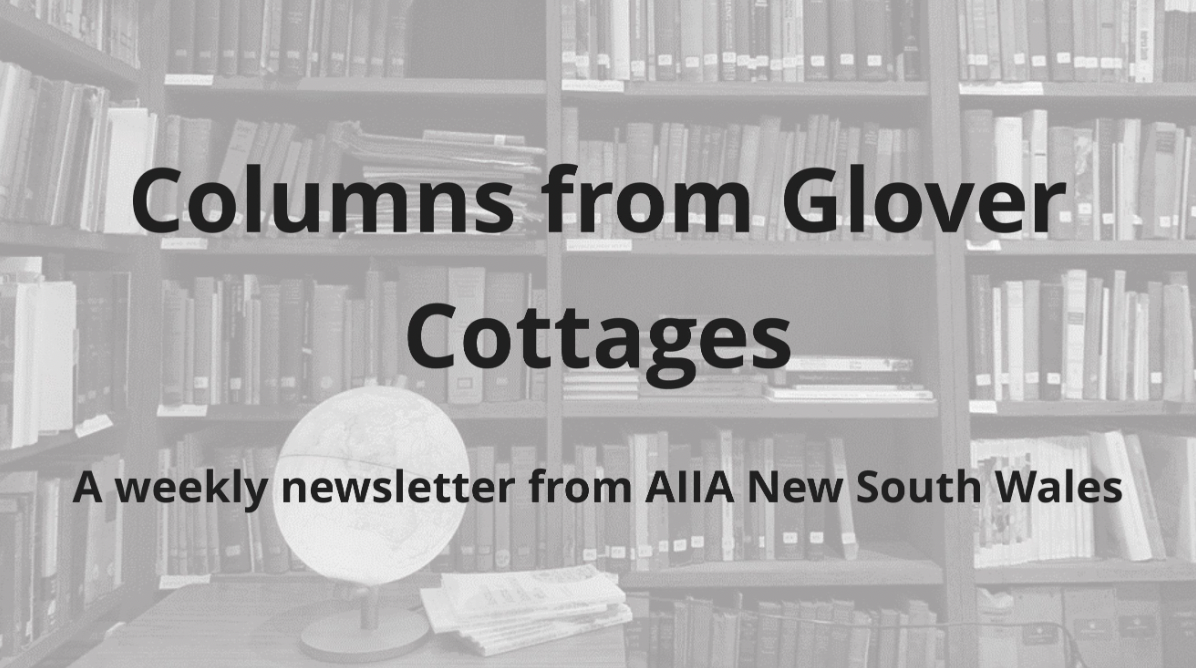 Columns from Glover
Cottages
A weekly newsletter from AIIA New South Wales